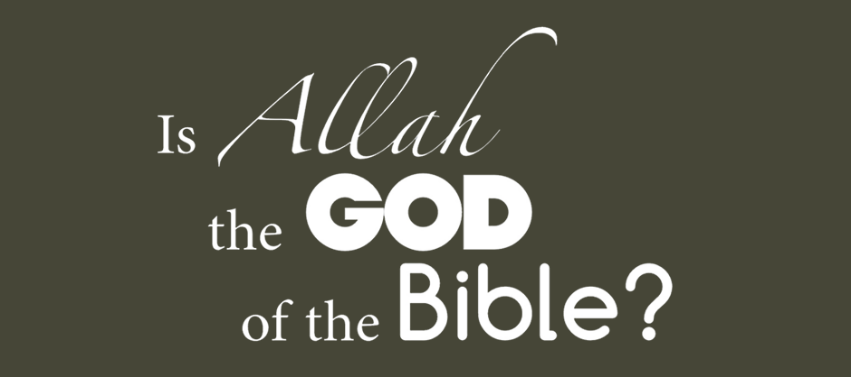 Is Allah
the GOD
of the Bible?